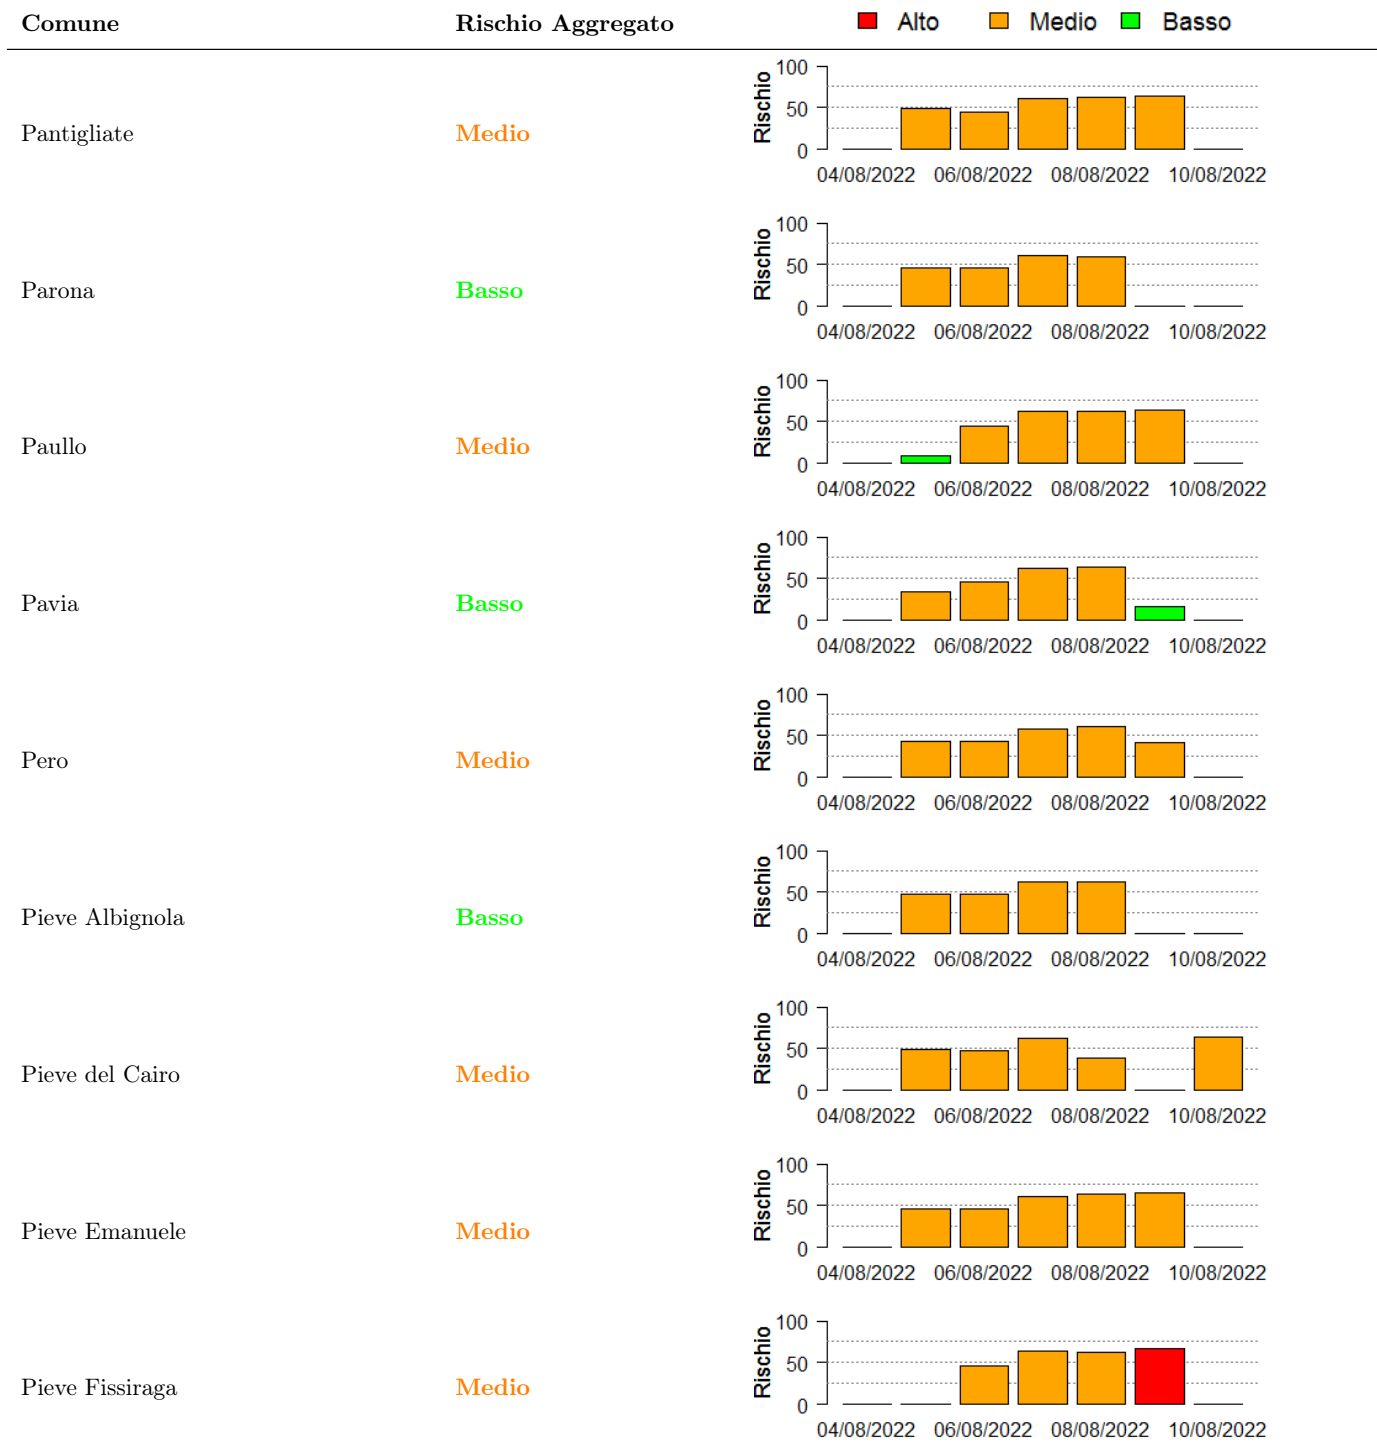 Comune Rischio Aggregato Alto Medio Basso
Pantigliate Medio Rischio 100 50 0
04/08/2022 06/08/2022 08/08/2022 10/08/2022
Parona Basso Rischio 100 50 0
04/08/2022 06/08/2022 08/08/2022 10/08/2022
Paullo Medio Rischio 100 50 0
04/08/2022 06/08/2022 08/08/2022 10/08/2022
Pavia Basso Rischio 100 50 0
04/08/2022 06/08/2022 08/08/2022 10/08/2022
Pero Medio Rischio 100 50 0
04/08/2022 06/08/2022 08/08/2022 10/08/2022
Pieve Albignola Basso Rischio 100 50 0
04/08/2022 06/08/2022 08/08/2022 10/08/2022
Pieve del Cairo Medio Rischio 100 50 0
04/08/2022 06/08/2022 08/08/2022 10/08/2022
Pieve Emanuele Medio Rischio 100 50 0
04/08/2022 06/08/2022 08/08/2022 10/08/2022
Pieve Fissiraga Medio Rischio 100 50 0
04/08/2022 06/08/2022 08/08/2022 10/08/2022